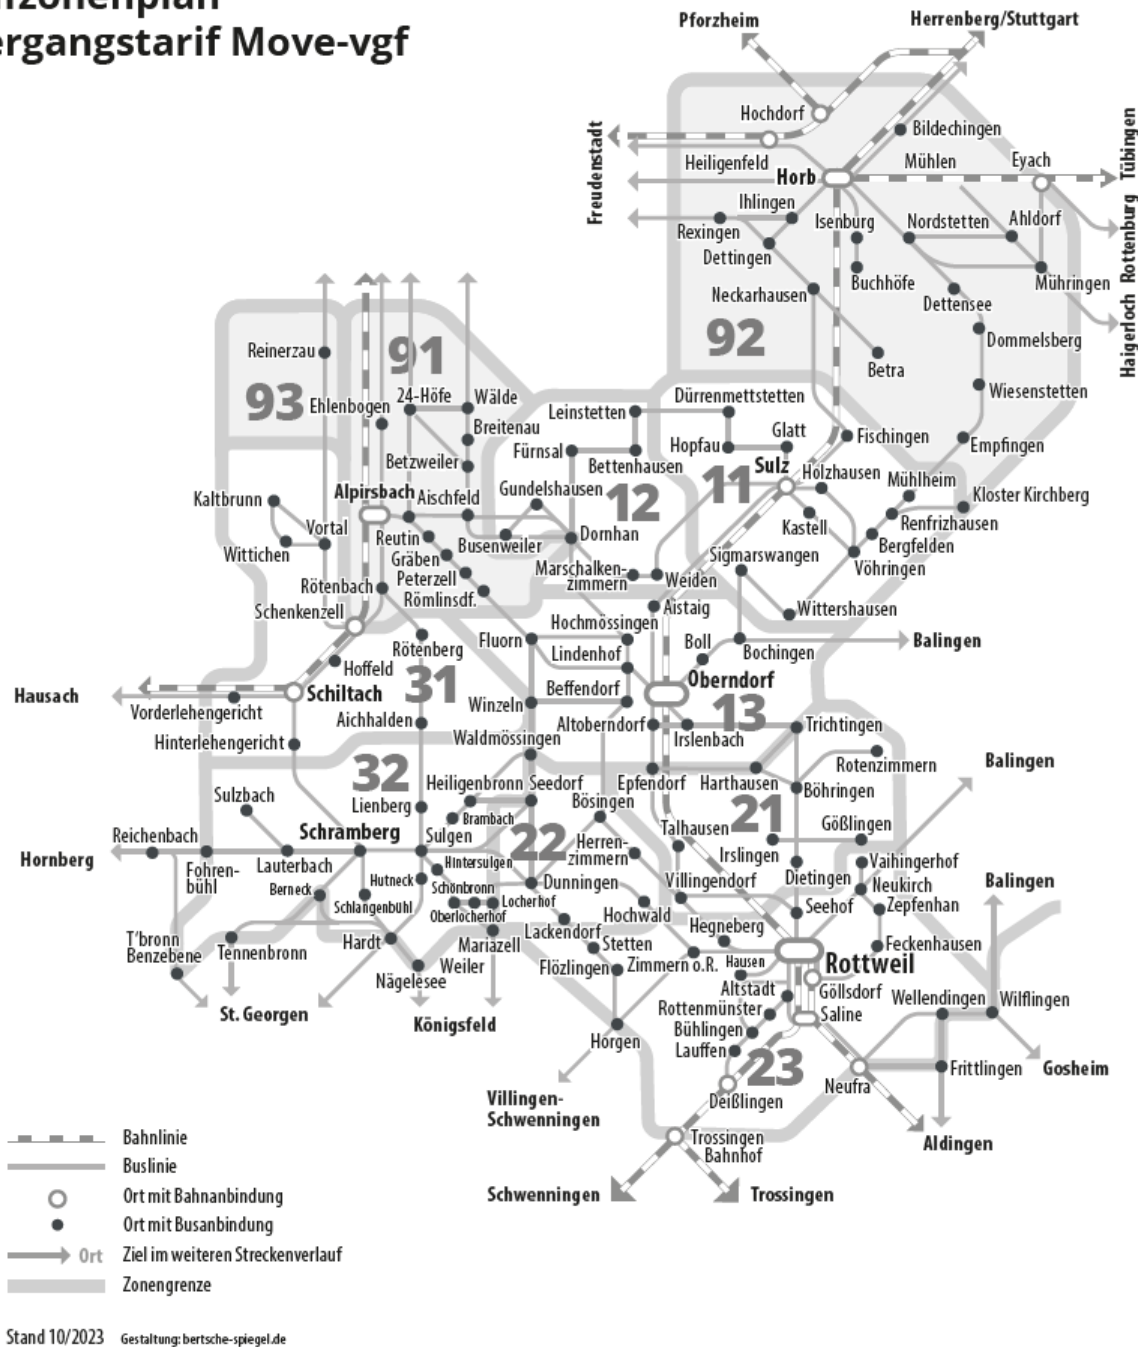 ergangstarif Move-vgf
Pforzheim
Herrenberg/Stuttgart
Hochdorf
Bildechingen
Freudenstadt
Heiligenfeld
Mühlen
Eyach
Tübingen
Horb
Ihlingen
Isenburg
Nordstetten
Ahldorf
Rottenburg
Rexingen
Dettingen
Buchhöfe
Mühringen
Neckarhausen
Dettensee
Haigerloch
92
Dommelsberg
Betra
Reinerzau
91
93
Wiesenstetten
Ehlenbogen
24-Höfe
Wälde
Leinstetten
Dürrenmettstetten
Breitenau
Glatt
Fischingen
Empfingen
Fürnsal
Bettenhausen
Hopfau
Betzweiler
Sulz
Holzhausen
Mühlheim
Kloster Kirchberg
Alpirsbach
Aischfeld
Gundelshausen
12
11
Kaltbrunn
Vortal
Renfrizhausen
Kastell
Reutin
Busenweiler
Dornhan
Bergfelden
Wittichen
Gräben
Sigmarswangen
Vöhringen
Peterzell
Marschalken-
zimmern
Weiden
Rötenbach
Römlinsdf.
Schenkenzell
Aistaig
Wittershausen
Rötenberg
Fluorn
Hochmössingen
Boll
Bochingen
Balingen
Lindenhof
Hoffeld
Oberndorf
Hausach
Schiltach
31
Beffendorf
Vorderlehengericht
Winzeln
13
Aichhalden
Altoberndorf
Irslenbach
Trichtingen
Hinterlehengericht
Waldmössingen
Rotenzimmern
Balingen
32
Heiligenbronn
Seedorf
Epfendorf
Harthausen
Böhringen
Sulzbach
Lienberg
Bösingen
21
Brambach
Gößlingen
Reichenbach
Schramberg
Sulgen
22
Talhausen
Hornberg
Herren-
zimmern
Irslingen
Vaihingerhof
Fohren-
bühl
Lauterbach
Hintersulgen
Dietingen
Balingen
Berneck
Hutneck
Schönbronn
Dunningen
Villingendorf
Neukirch
Schlangenbühl
Locherhof
Oberlocherhof
Hochwald
Seehof
Zepfenhan
T'bronn
Benzebene
Tennenbronn
Hardt
Mariazell
Lackendorf
Hegneberg
Stetten
Feckenhausen
Weiler
Flözlingen
Zimmern o.R.
Hausen
Rottweil
Nägelesee
Altstadt
Göllsdorf
Wellendingen
Wilflingen
St. Georgen
Königsfeld
Rottenmünster
Saline
Bühlingen
Horgen
Lauffen
23
Neufra
Frittlingen
Gosheim
Villingen-
Schwenningen
Deißlingen
Bahnlinie
Trossingen
Bahnhof
Aldingen
Buslinie
Schwenningen
Trossingen
Ort mit Bahnanbindung
Ort mit Busanbindung
Ort
Ziel im weiteren Streckenverlauf
Zonengrenze
Stand 10/2023 Gestaltung: bertsche-spiegel.de